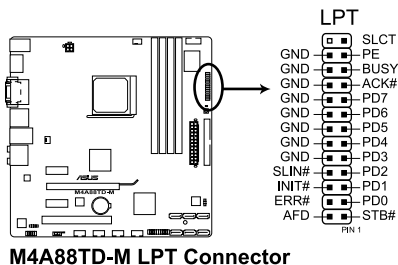 LPT
SLCT
GND PE
GND BUSY
GND ACK#
GND PD7
GND PD6
GND PD5
GND PD4
GND PD3
SLIN# PD2
INIT# PD1
ERR# PD0
AFD STB#
PIN 1
ASUS
M4A88TD-M
M4A88TD-M LPT Connector